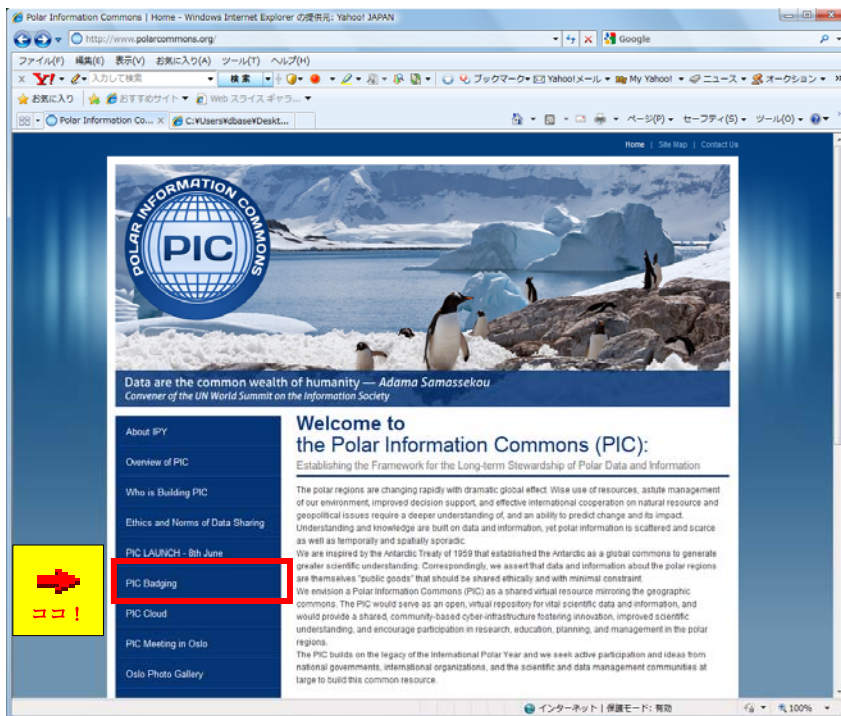 Polar Information Commons | Home - Windows Internet Explorer の提供元: Yahoo! JAPAN
http://www.polarcommons.org/
Google
ファイル(F) 編集(E) 表示(V) お気に入り(A) ツール(T) ヘルプ(H)
Y! 入力して検索 検索 ブックマーク Yahoo!メール My Yahoo! ニュース オークション
お気に入り おすすめサイト Web スライス ギャラ...
Polar Information Co... C:¥Users¥dbase¥Deskt... ページ(P) セーフティ(S) ツール(O)
Home | Site Map | Contact Us
POLAR INFORMATION COMMONS
PIC
Data are the common wealth of humanity — Adama Samassekou
Convener of the UN World Summit on the Information Society
About IPY
Overview of PIC
Who is Building PIC
Ethics and Norms of Data Sharing
PIC LAUNCH - 8th June
PIC Badging
PIC Cloud
PIC Meeting in Oslo
Oslo Photo Gallery
ココ！
Welcome to
the Polar Information Commons (PIC):
Establishing the Framework for the Long-term Stewardship of Polar Data and Information
The polar regions are changing rapidly with dramatic global effect. Wise use of resources, astute management
of our environment, improved decision support, and effective international cooperation on natural resource and
geopolitical issues require a deeper understanding of, and an ability to predict change and its impact.
Understanding and knowledge are built on data and information, yet polar information is scattered and scarce
as well as temporally and spatially sporadic.
We are inspired by the Antarctic Treaty of 1959 that established the Antarctic as a global commons to generate
greater scientific understanding. Correspondingly, we assert that data and information about the polar regions
are themselves "public goods" that should be shared ethically and with minimal constraint.
We envision a Polar Information Commons (PIC) as a shared virtual resource mirroring the geographic
commons. The PIC would serve as an open, virtual repository for vital scientific data and information, and
would provide a shared, community-based cyber-infrastructure fostering innovation, improved scientific
understanding, and encourage participation in research, education, planning, and management in the polar
regions.
The PIC builds on the legacy of the International Polar Year and we seek active participation and ideas from
national governments, international organizations, and the scientific and data management communities at
large to build this common resource.
インターネット | 保護モード: 有効
100%